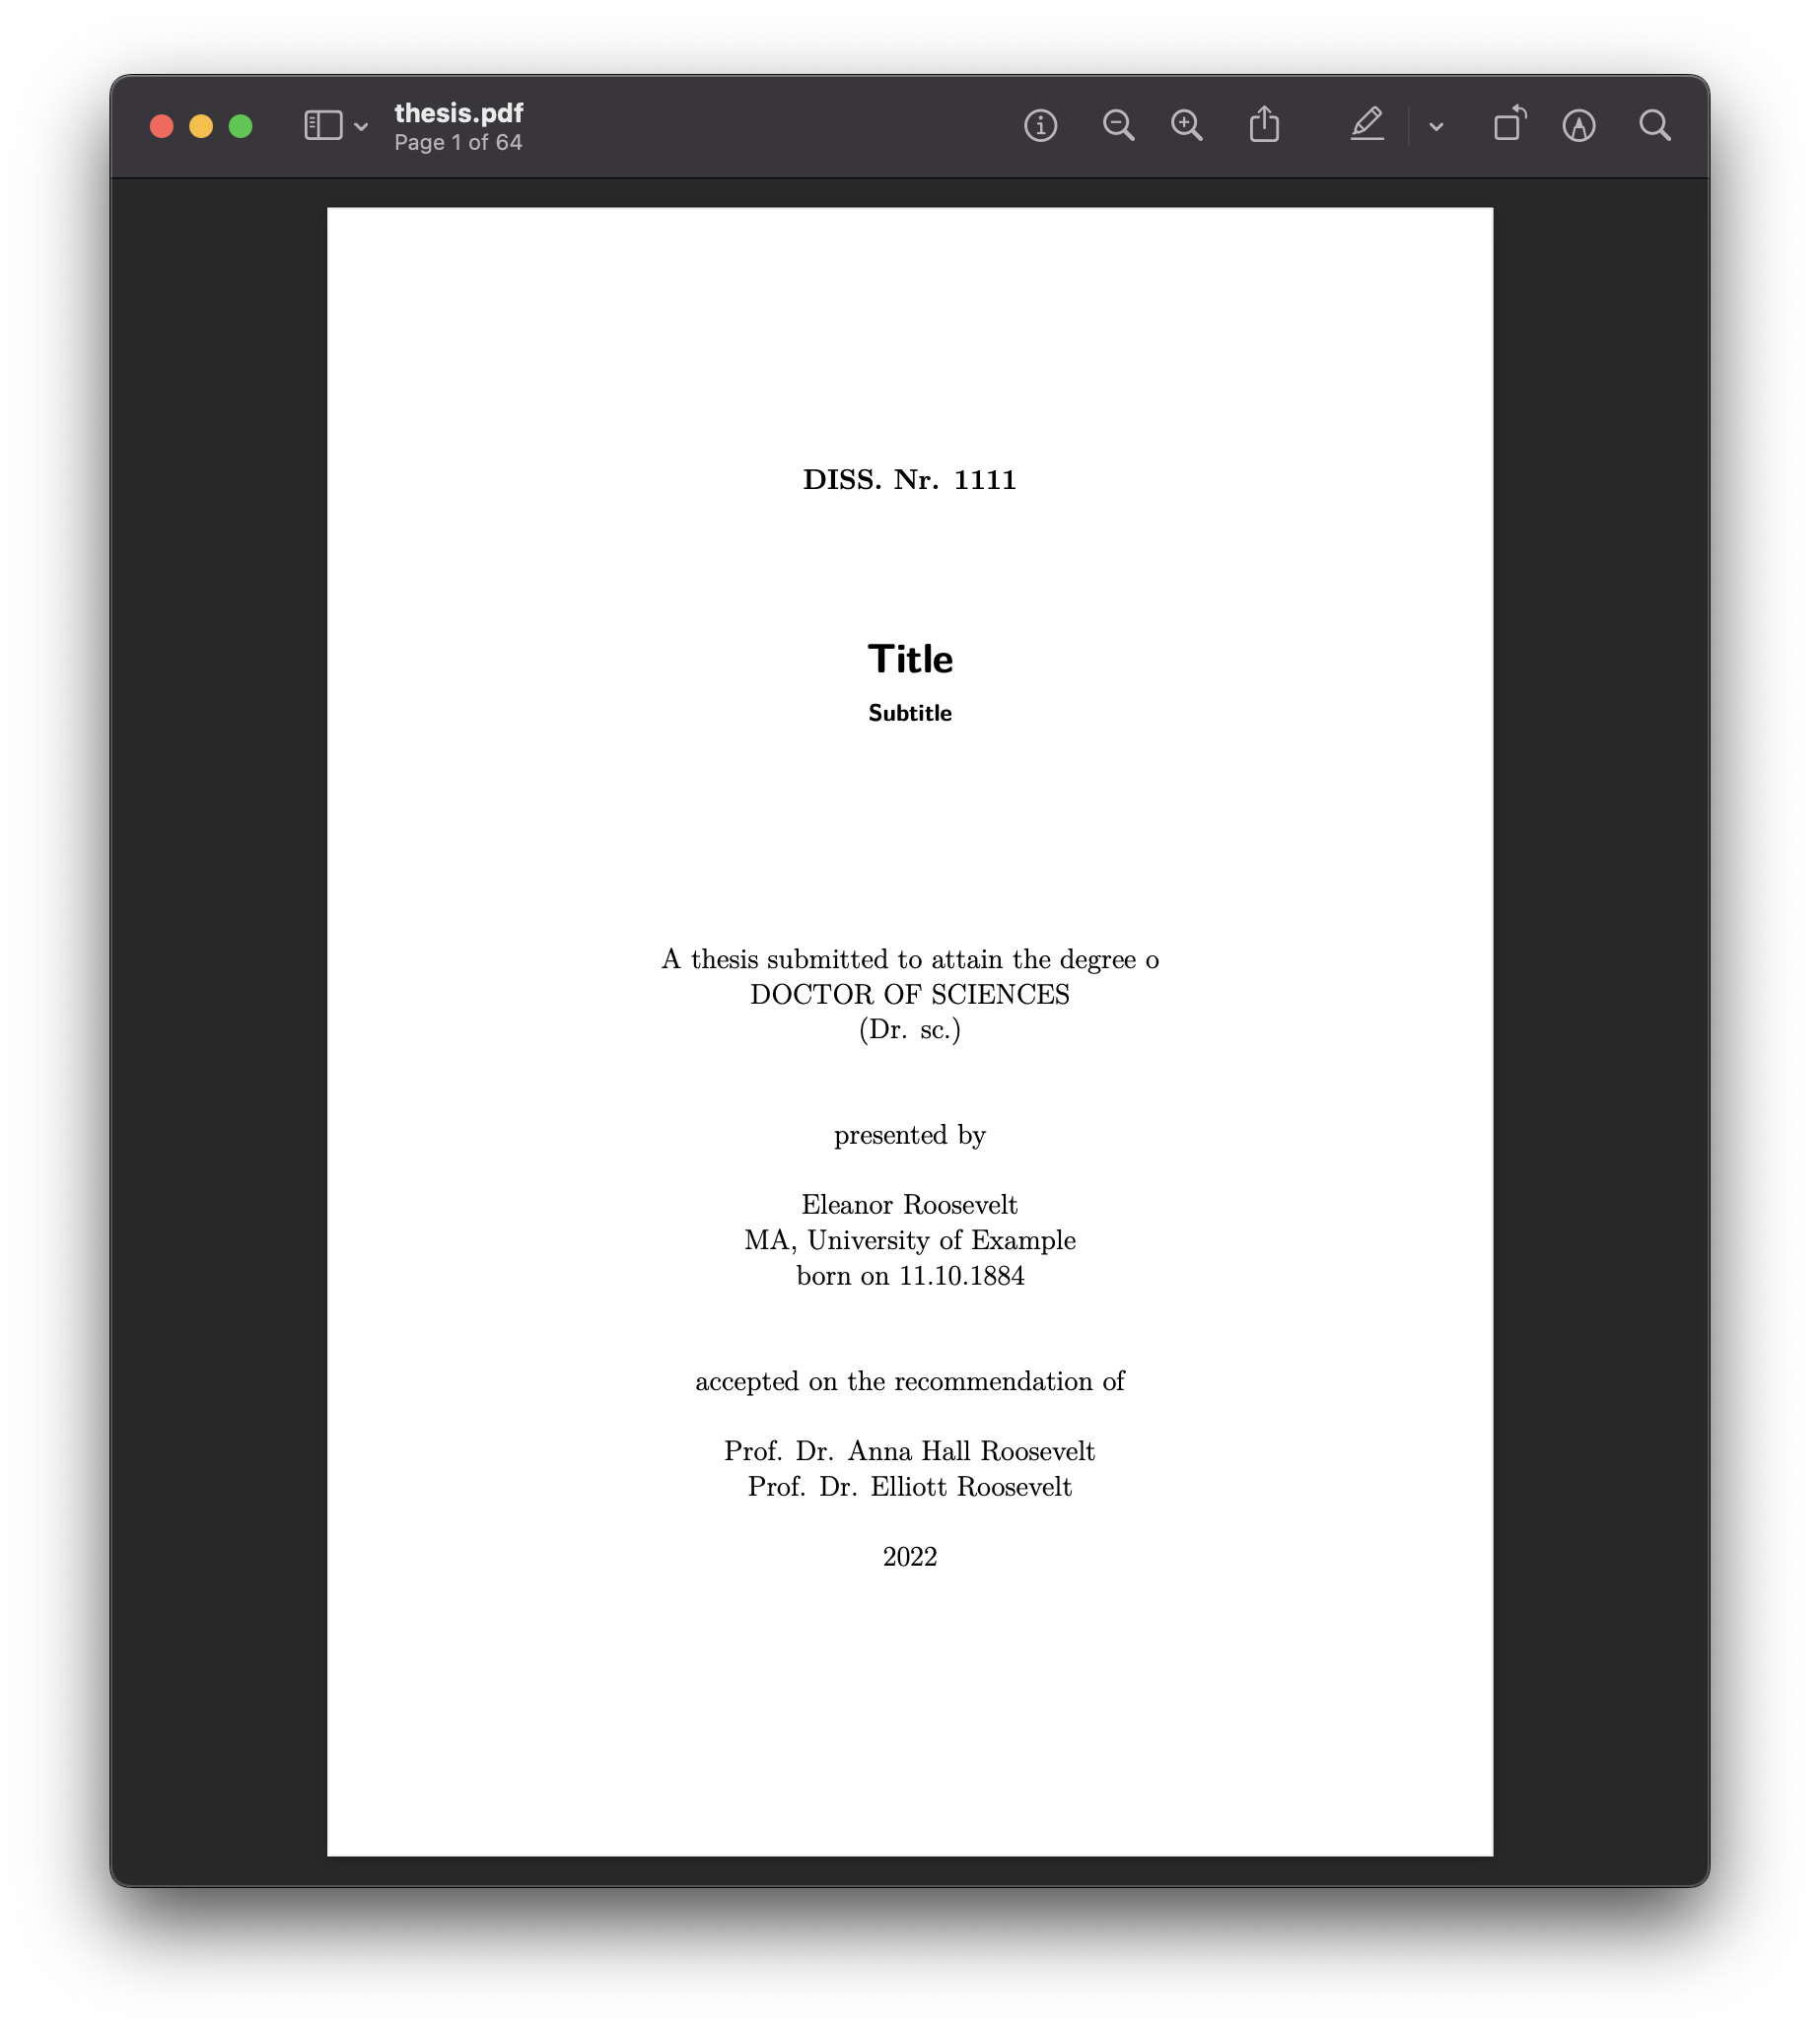 thesis.pdf
Page 1 of 64
DISS. Nr. 1111
Title
Subtitle
A thesis submitted to attain the degree o
DOCTOR OF SCIENCES
(Dr. sc.)
presented by
Eleanor Roosevelt
MA, University of Example
born on 11.10.1884
accepted on the recommendation of
Prof. Dr. Anna Hall Roosevelt
Prof. Dr. Elliott Roosevelt
2022